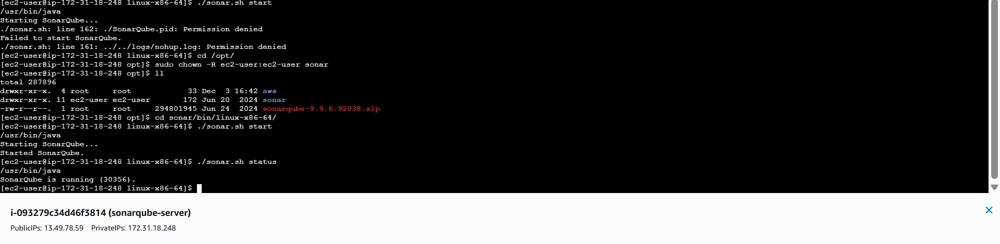 [ec2-user@ip-172-31-18-248 linux-x86-64]$ ./sonar.sh start
/usr/bin/java
Starting SonarQube...
./sonar.sh: line 162: ./SonarQube.pid: Permission denied
Failed to start SonarQube.
./sonar.sh: line 161: ../../logs/nohup.log: Permission denied
[ec2-user@ip-172-31-18-248 linux-x86-64]$ cd /opt/
[ec2-user@ip-172-31-18-248 opt]$ sudo chown -R ec2-user:ec2-user sonar
[ec2-user@ip-172-31-18-248 opt]$ ll
total 287896
drwxr-xr-x.  4 root     root            33 Dec  3 16:42 aws
drwxr-xr-x. 11 ec2-user ec2-user       172 Jun 20  2024 sonar
-rw-r--r--.  1 root     root     294801945 Jun 24  2024 sonarqube-9.9.6.92038.zip
[ec2-user@ip-172-31-18-248 opt]$ cd sonar/bin/linux-x86-64/
[ec2-user@ip-172-31-18-248 linux-x86-64]$ ./sonar.sh start
/usr/bin/java
Starting SonarQube...
Started SonarQube.
[ec2-user@ip-172-31-18-248 linux-x86-64]$ ./sonar.sh status
/usr/bin/java
SonarQube is running (30356).
[ec2-user@ip-172-31-18-248 linux-x86-64]$
i-093279c34d46f3814 (sonarqube-server)
PublicIPs: 13.49.78.59    PrivateIPs: 172.31.18.248